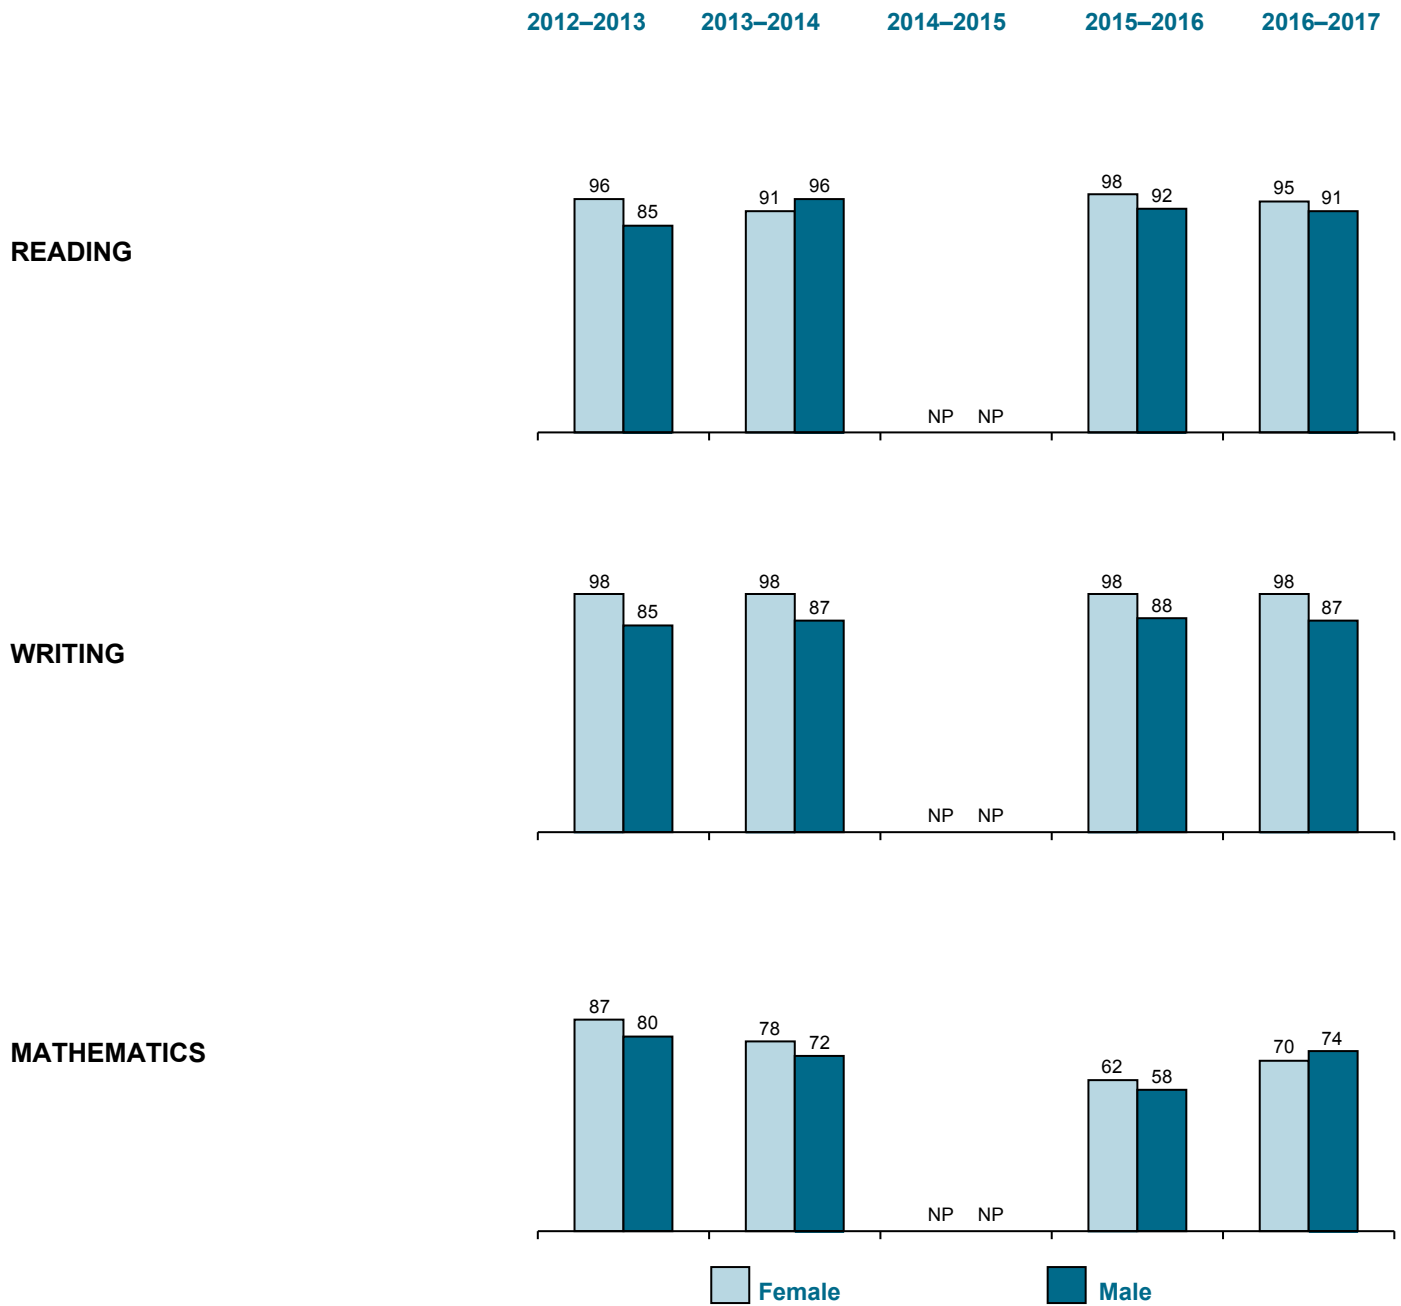 2012–2013 2013–2014 2014–2015 2015–2016 2016–2017
READING
96 85 91 96 NP NP 98 92 95 91
WRITING
98 85 98 87 NP NP 98 88 98 87
MATHEMATICS
87 80 78 72 NP NP 62 58 70 74
Female Male